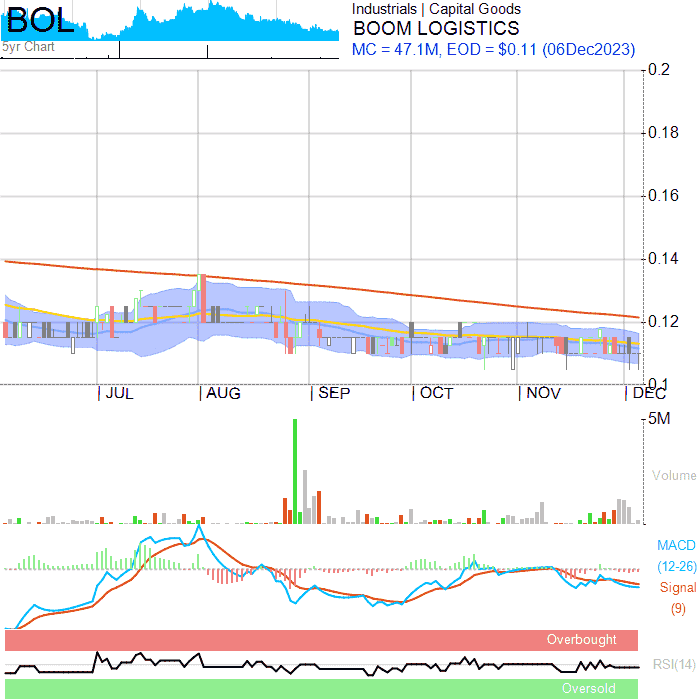 BOL
5yr Chart
Industrials | Capital Goods
BOOM LOGISTICS
MC = 47.1M, EOD = $0.11 (06Dec2023)
0.2
0.18
0.16
0.14
0.12
0.1
JUL AUG SEP OCT NOV DEC
5M
Volume
MACD
(12-26)
Signal
(9)
Overbought
RSI(14)
Oversold